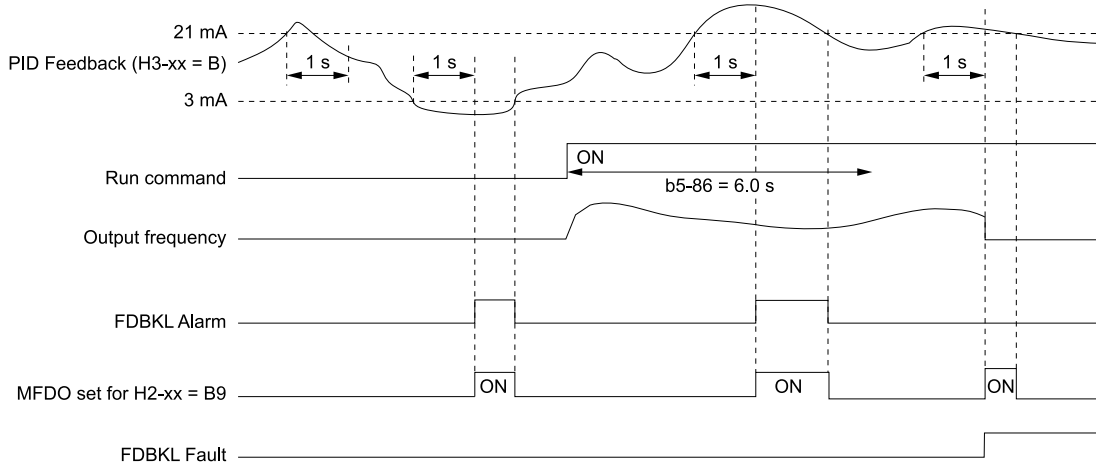 21 mA
PID Feedback (H3-xx = B)
1 s
1 s
1 s
1 s
3 mA
ON
Run command
b5-86 = 6.0 s
Output frequency
FDBKL Alarm
MFDO set for H2-xx = B9
ON
ON
ON
FDBKL Fault